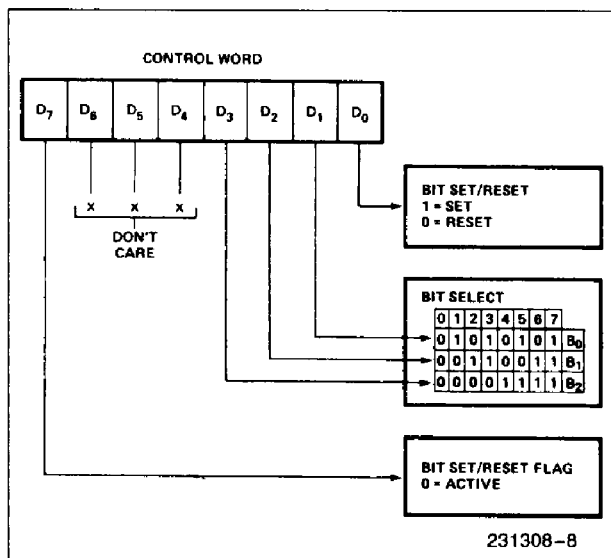 CONTROL WORD
D7 D6 D5 D4 D3 D2 D1 D0
X X X
DON'T
CARE
BIT SET/RESET
1 = SET
0 = RESET
BIT SELECT
0 1 2 3 4 5 6 7
0 1 0 1 0 1 0 1 B0
0 0 1 1 0 0 1 1 B1
0 0 0 0 1 1 1 1 B2
BIT SET/RESET FLAG
0 = ACTIVE
231308-8